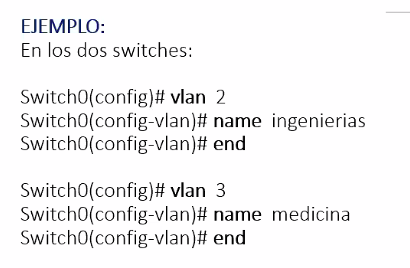 EJEMPLO:
En los dos switches:
Switch0(config)# vlan 2
Switch0(config-vlan)# name ingenierias
Switch0(config-vlan)# end
Switch0(config)# vlan 3
Switch0(config-vlan)# name medicina
Switch0(config-vlan)# end